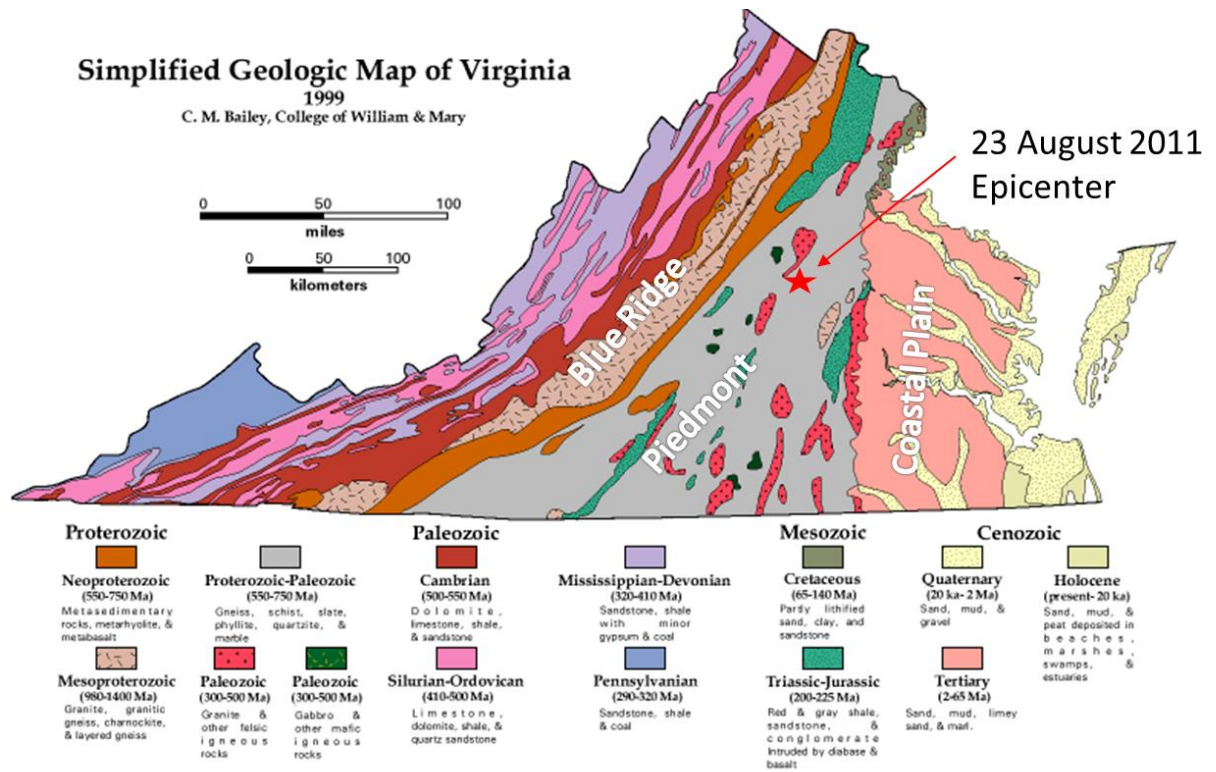 Simplified Geologic Map of Virginia
1999
C. M. Bailey, College of William & Mary
23 August 2011
Epicenter
0 50 100
miles
0 50 100
kilometers
Blue Ridge
Piedmont
Coastal Plain
Proterozoic
Paleozoic
Mesozoic
Cenozoic
Neoproterozoic
(550-750 Ma)
Metasedimentary
rocks, metarhyolite, &
metabasalt
Proterozoic-Paleozoic
(550-750 Ma)
Gneiss, schist, slate,
phyllite, quartzite, &
marble
Cambrian
(500-550 Ma)
Dolomite,
limestone, shale,
& sandstone
Mississippian-Devonian
(320-410 Ma)
Sandstone, shale
with minor
gypsum & coal
Cretaceous
(65-140 Ma)
Partly lithified
sand, clay, and
sandstone
Quaternary
(20 ka- 2 Ma)
Sand, mud, &
gravel
Holocene
(present- 20 ka)
Sand, mud, &
peat deposited in
beaches,
marshes,
swamps, &
estuaries
Mesoproterozoic
(980-1400 Ma)
Granite, granitic
gneiss, charnockite,
& layered gneiss
Paleozoic
(300-500 Ma)
Granite &
other felsic
igneous
rocks
Paleozoic
(300-500 Ma)
Gabbro &
other mafic
igneous
rocks
Silurian-Ordovican
(410-500 Ma)
Limestone,
dolomite, shale, &
quartz sandstone
Pennsylvanian
(290-320 Ma)
Sandstone, shale
& coal
Triassic-Jurassic
(200-225 Ma)
Red & gray shale,
sandstone, &
conglomerate
Intruded by diabase &
basalt
Tertiary
(2-65 Ma)
Sand, mud, limey
sand, & marl.